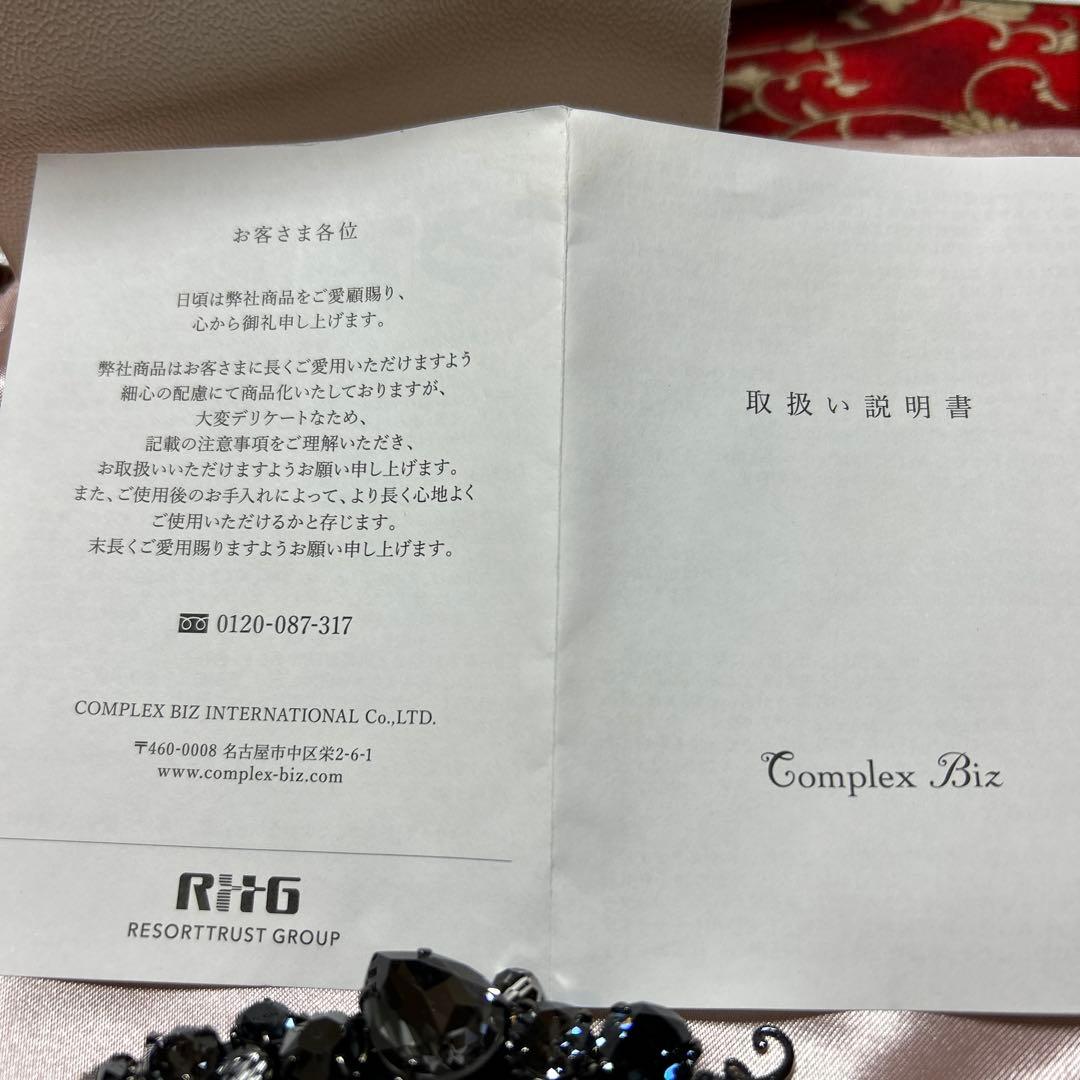 お客さま各位
日頃は弊社商品をご愛顧賜り、
心から御礼申し上げます。
弊社商品はお客さまに長くご愛用いただけますよう
細心の配慮にて商品化いたしておりますが、
大変デリケートなため、
記載の注意事項をご理解いただき、
お取扱いいただけますようお願い申し上げます。
また、ご使用後のお手入れによって、より長く心地よく
ご使用いただけるかと存じます。
末長くご愛用賜りますようお願い申し上げます。
0120-087-317
COMPLEX BIZ INTERNATIONAL Co.,LTD.
〒460-0008 名古屋市中区栄2-6-1
www.complex-biz.com
RTTG
RESORTTRUST GROUP
取扱い説明書
Complex Biz